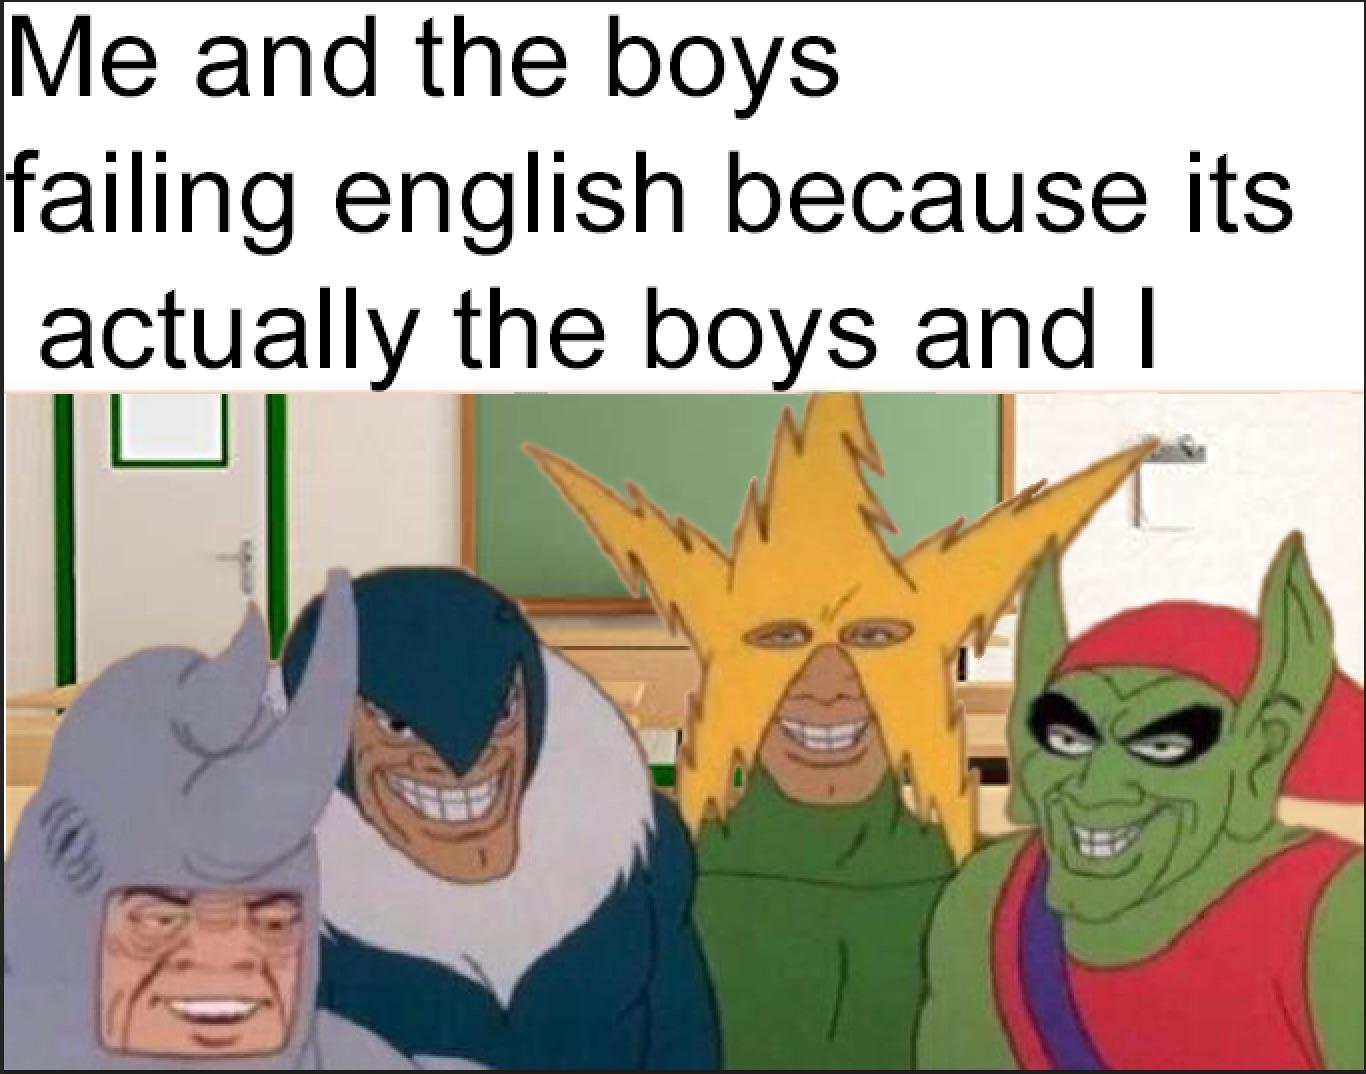 Me and the boys
failing english because its
actually the boys and I